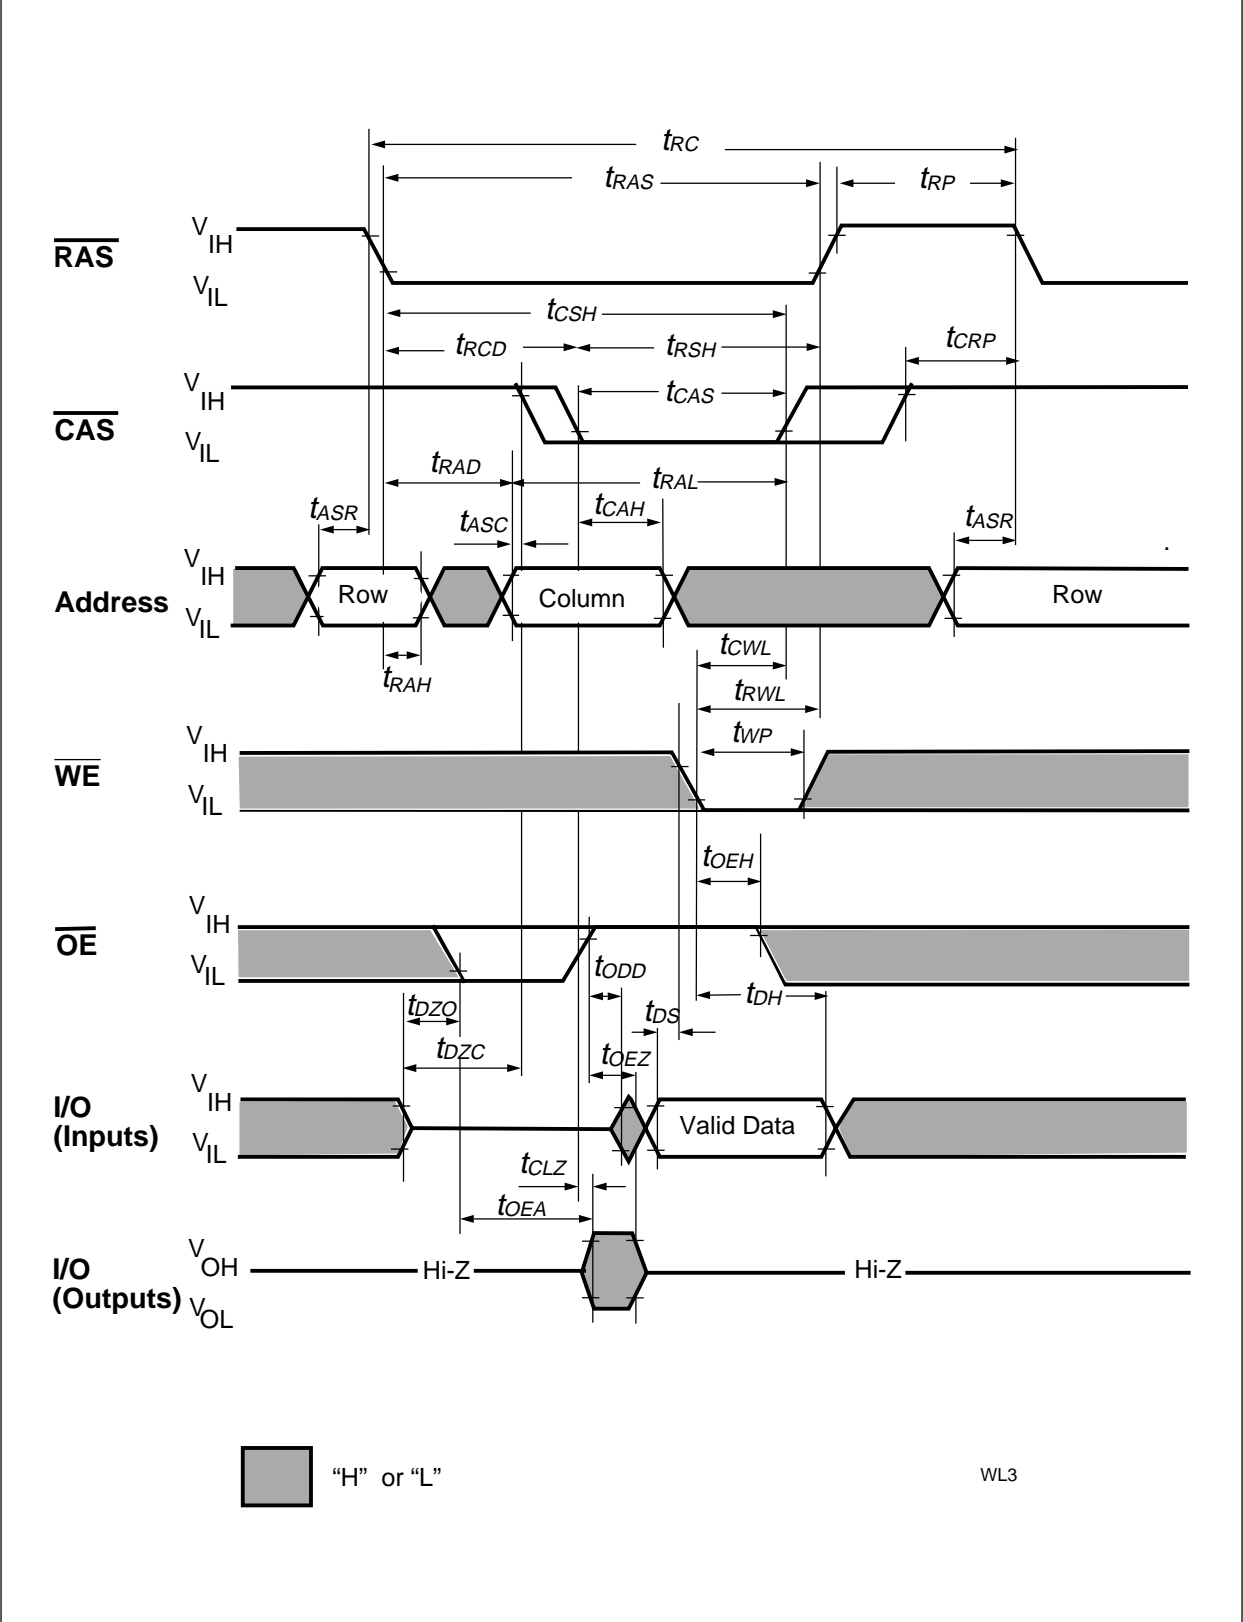 tRC
tRAS
tRP
RAS
VIH
VIL
tCSH
tRCD
tRSH
tCRP
CAS
VIH
tCAS
VIL
tRAD
tRAL
tASR
tASC
tCAH
tASR
.
Address
VIH
Row
Column
Row
VIL
tRAH
tCWL
tRWL
WE
VIH
tWP
VIL
tOEH
OE
VIH
VIL
tODD
tDZO
tDS
tDH
tDZC
tOEZ
I/O
(Inputs)
VIH
Valid Data
VIL
tCLZ
tOEA
I/O
(Outputs)
VOH
Hi-Z
Hi-Z
VOL
“H” or “L”
WL3